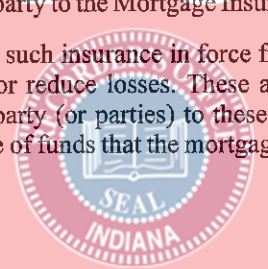 party to the Mortgage Insu
such insurance in force f
or reduce losses. These a
party (or parties) to these
e of funds that the mortgag
SEAL
INDIANA